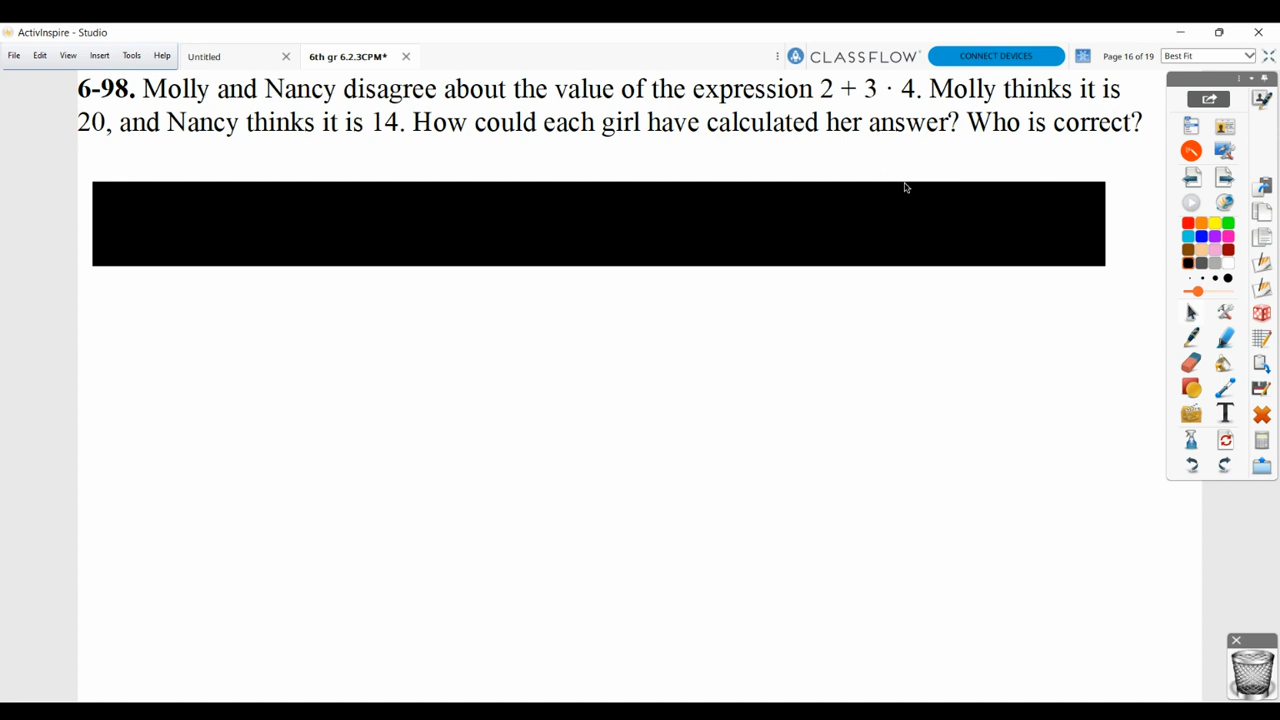 ActivInspire - Studio
File Edit View Insert Tools Help Untitled 6th gr 6.2.3CPM* CLASSFLOW CONNECT DEVICES Page 16 of 19 Best Fit
6-98. Molly and Nancy disagree about the value of the expression 2 + 3 · 4. Molly thinks it is
20, and Nancy thinks it is 14. How could each girl have calculated her answer? Who is correct?